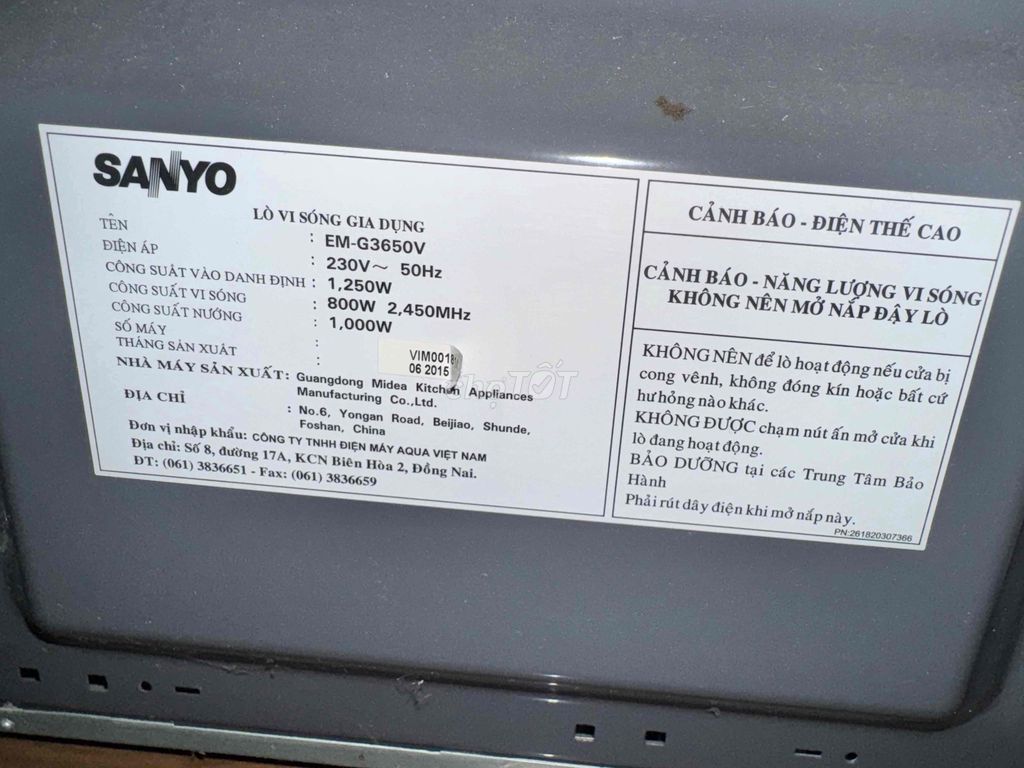 SANYO
LÒ VI SÓNG GIA DỤNG
TÊN : EM-G3650V
ĐIỆN ÁP : 230V～ 50Hz
CÔNG SUẤT VÀO DANH ĐỊNH : 1,250W
CÔNG SUẤT VI SÓNG : 800W 2,450MHz
CÔNG SUẤT NƯỚNG : 1,000W
SỐ MÁY : VIM0018
THÁNG SẢN XUẤT : 06 2015
NHÀ MÁY SẢN XUẤT: Guangdong Midea Kitchen Appliances
Manufacturing Co.,Ltd.
ĐỊA CHỈ : No.6, Yongan Road, Beijiao, Shunde,
Foshan, China
Đơn vị nhập khẩu: CÔNG TY TNHH ĐIỆN MÁY AQUA VIỆT NAM
Địa chỉ: Số 8, đường 17A, KCN Biên Hòa 2, Đồng Nai.
ĐT: (061) 3836651 - Fax: (061) 3836659
CẢNH BÁO - ĐIỆN THẾ CAO
CẢNH BÁO - NĂNG LƯỢNG VI SÓNG
KHÔNG NÊN MỞ NẮP ĐẬY LÒ
KHÔNG NÊN để lò hoạt động nếu cửa bị
cong vênh, không đóng kín hoặc bất cứ
hư hỏng nào khác.
KHÔNG ĐƯỢC chạm nút ấn mở cửa khi
lò đang hoạt động.
BẢO DƯỠNG tại các Trung Tâm Bảo
Hành
Phải rút dây điện khi mở nắp này.
PN:261820307366
chợTỐT